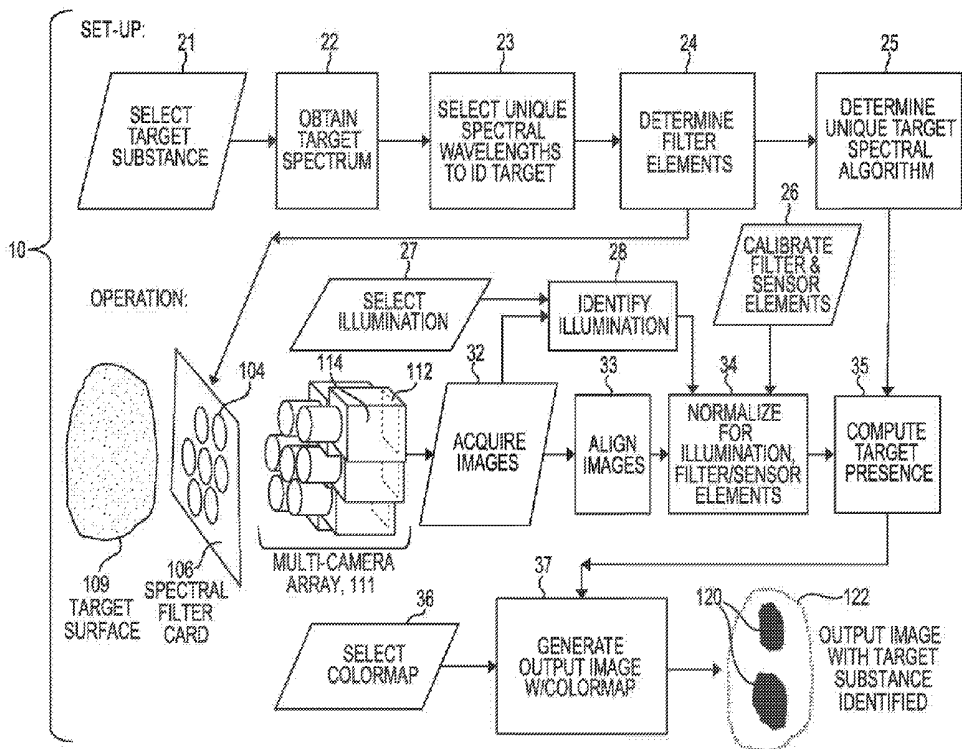 SET-UP:
21
22
23
24
25
SELECT
TARGET
SUBSTANCE
OBTAIN
TARGET
SPECTRUM
SELECT UNIQUE
SPECTRAL
WAVELENGTHS
TO ID TARGET
DETERMINE
FILTER
ELEMENTS
DETERMINE
UNIQUE TARGET
SPECTRAL
ALGORITHM
10
26
CALIBRATE
FILTER &
SENSOR
ELEMENTS
OPERATION:
27
SELECT
ILLUMINATION
28
IDENTIFY
ILLUMINATION
104
114
112
32
ACQUIRE
IMAGES
33
ALIGN
IMAGES
34
NORMALIZE
FOR
ILLUMINATION,
FILTER/SENSOR
ELEMENTS
35
COMPUTE
TARGET
PRESENCE
109
TARGET
SURFACE
106
SPECTRAL
FILTER
CARD
MULTI-CAMERA
ARRAY, 111
36
SELECT
COLORMAP
37
GENERATE
OUTPUT IMAGE
W/COLORMAP
120
122
OUTPUT IMAGE
WITH TARGET
SUBSTANCE
IDENTIFIED